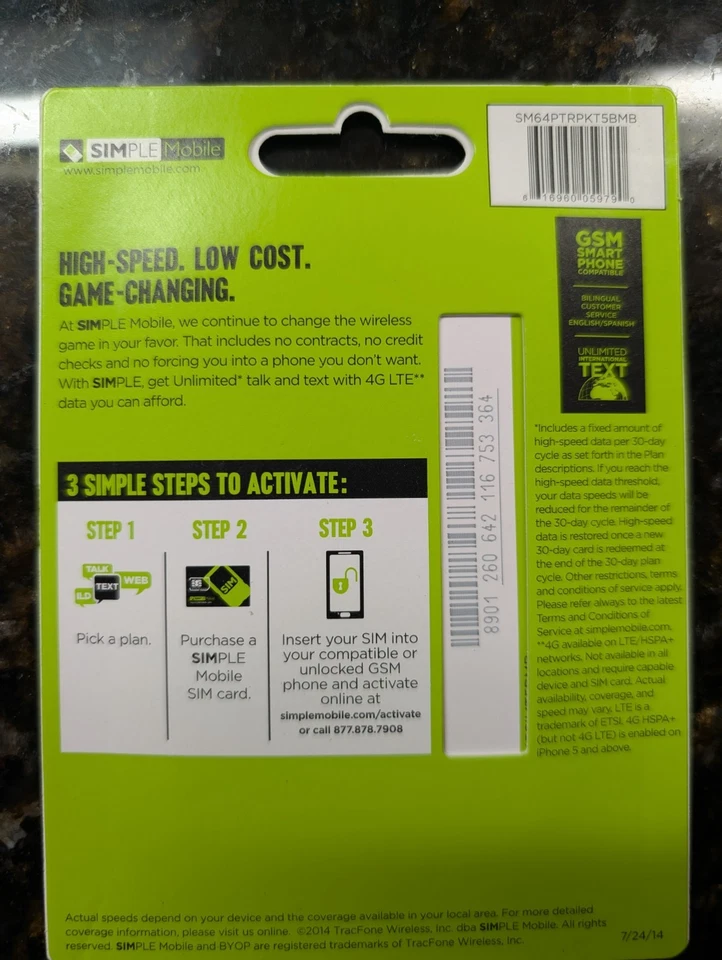 SIMPLE Mobile
www.simplemobile.com
SM64PTRPKT5BMB
6 16960 05979 0
GSM
SMART
PHONE
COMPATIBLE
BILINGUAL
CUSTOMER
SERVICE
ENGLISH/SPANISH
UNLIMITED
INTERNATIONAL
TEXT
HIGH-SPEED. LOW COST.
GAME-CHANGING.
At SIMPLE Mobile, we continue to change the wireless
game in your favor. That includes no contracts, no credit
checks and no forcing you into a phone you don't want.
With SIMPLE, get Unlimited* talk and text with 4G LTE**
data you can afford.
8901 260 642 116 753 364
*Includes a fixed amount of
high-speed data per 30-day
cycle as set forth in the Plan
descriptions. If you reach the
high-speed data threshold,
your data speeds will be
reduced for the remainder of
the 30-day cycle. High-speed
data is restored once a new
30-day card is redeemed at
the end of the 30-day plan
cycle. Other restrictions, terms
and conditions of service apply.
Please refer always to the latest
Terms and Conditions of
Service at simplemobile.com.
**4G available on LTE/HSPA+
networks. Not available in all
locations and require capable
device and SIM card. Actual
availability, coverage, and
speed may vary. LTE is a
trademark of ETSI. 4G HSPA+
(but not 4G LTE) is enabled on
iPhone 5 and above.
3 SIMPLE STEPS TO ACTIVATE:
STEP 1
TALK
TEXT
WEB
ILD
Pick a plan.
STEP 2
SIM
Purchase a
SIMPLE
Mobile
SIM card.
STEP 3
Insert your SIM into
your compatible or
unlocked GSM
phone and activate
online at
simplemobile.com/activate
or call 877.878.7908
Actual speeds depend on your device and the coverage available in your local area. For more detailed
coverage information, please visit us online. ©2014 TracFone Wireless, Inc. dba SIMPLE Mobile. All rights
reserved. SIMPLE Mobile and BYOP are registered trademarks of TracFone Wireless, Inc.
7/24/14